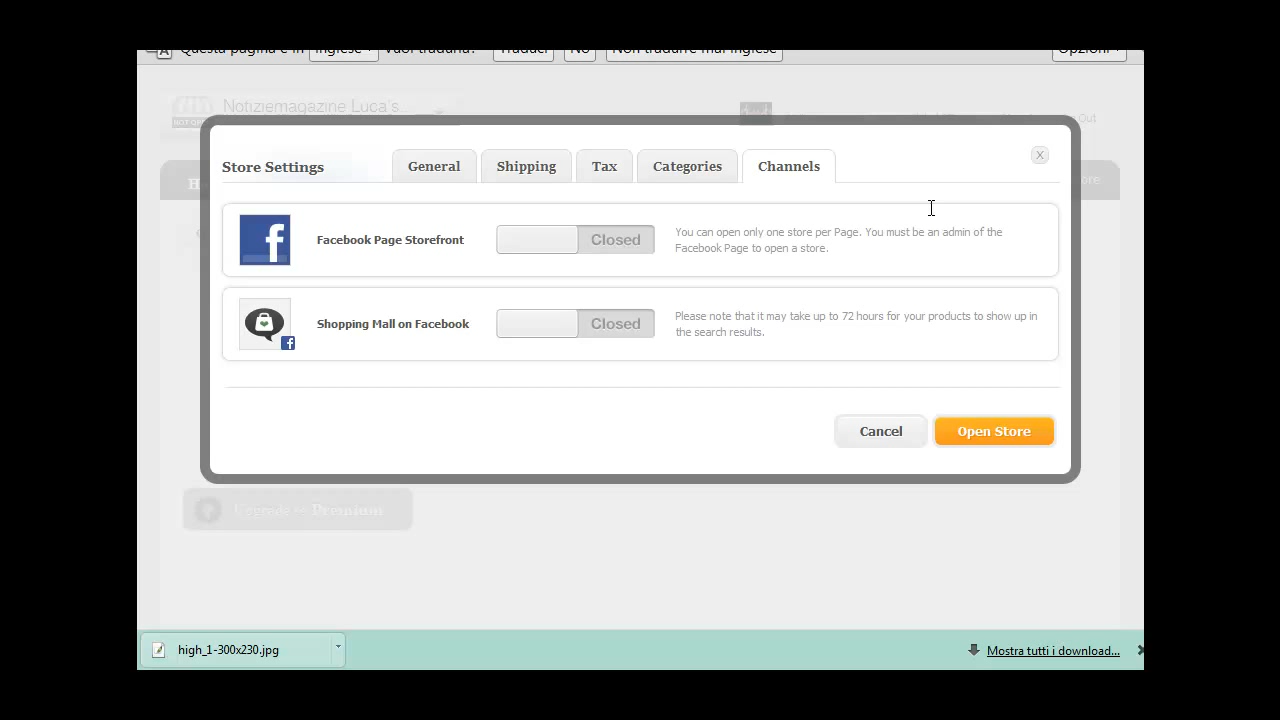 Questa pagina è in inglese Vuoi tradurla? Traduci No Non tradurre mai inglese Opzioni
Notiziemagazine Luca's...
Out
Store Settings General Shipping Tax Categories Channels X
Facebook Page Storefront Closed You can open only one store per Page. You must be an admin of the
Facebook Page to open a store.
Shopping Mall on Facebook Closed Please note that it may take up to 72 hours for your products to show up in
the search results.
Cancel Open Store
Upgrade to Premium
high_1-300x230.jpg Mostra tutti i download...